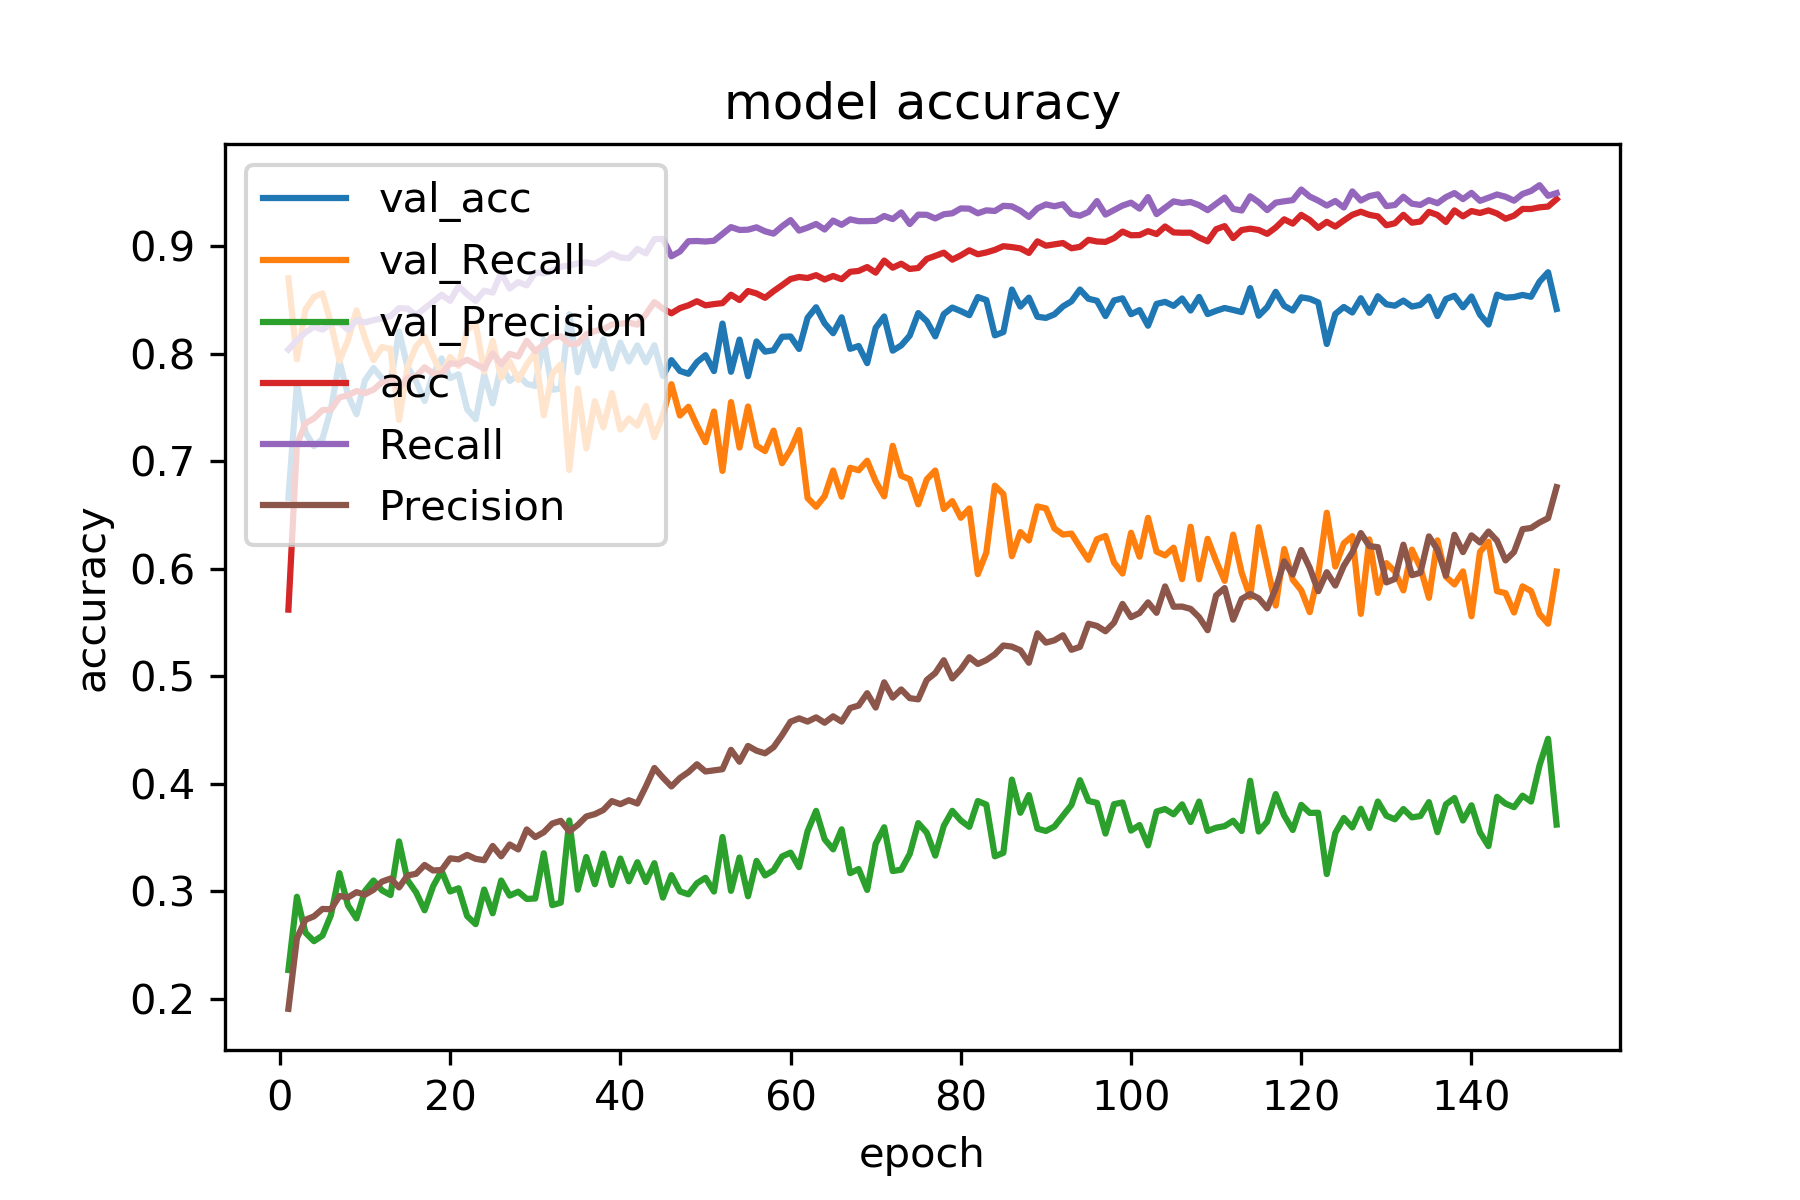 model accuracy
val_acc
val_Recall
val_Precision
acc
Recall
Precision
accuracy
0.9
0.8
0.7
0.6
0.5
0.4
0.3
0.2
0 20 40 60 80 100 120 140
epoch